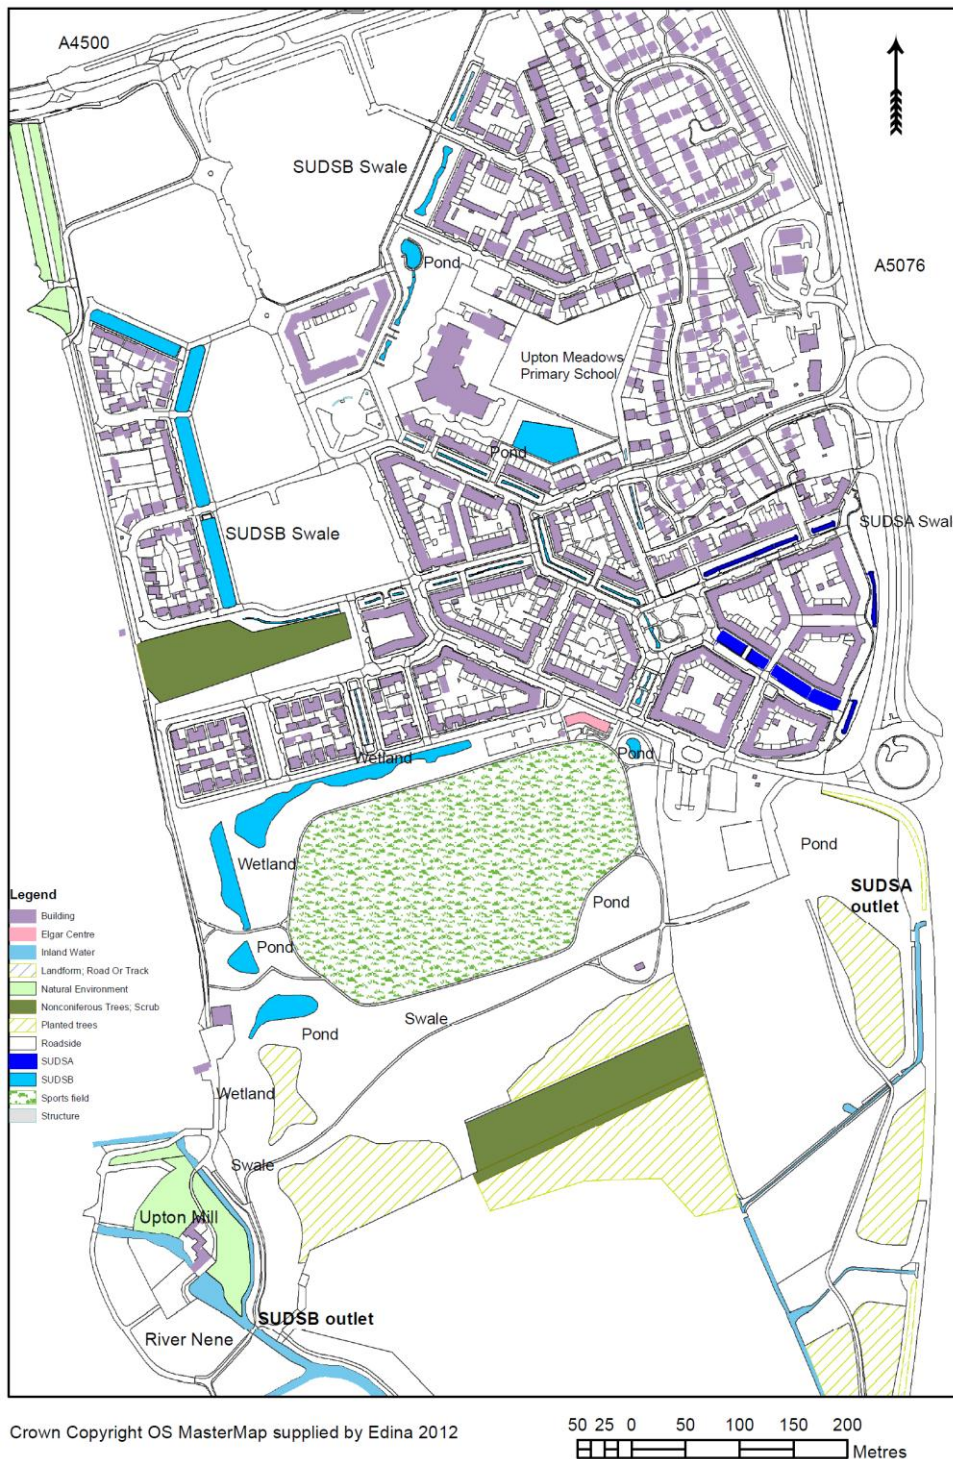 A4500
SUDSB Swale
Pond
A5076
Upton Meadows
Primary School
Pond
SUDSB Swale
SUDSA Swal
Wetland
Pond
Wetland
Pond
SUDSA
outlet
Pond
Pond
Swale
Pond
Wetland
Swale
Upton Mill
SUDSB outlet
River Nene
Legend
Building
Elgar Centre
Inland Water
Landform; Road Or Track
Natural Environment
Nonconiferous Trees; Scrub
Planted trees
Roadside
SUDSA
SUDSB
Sports field
Structure
Crown Copyright OS MasterMap supplied by Edina 2012
50 25 0 50 100 150 200
Metres